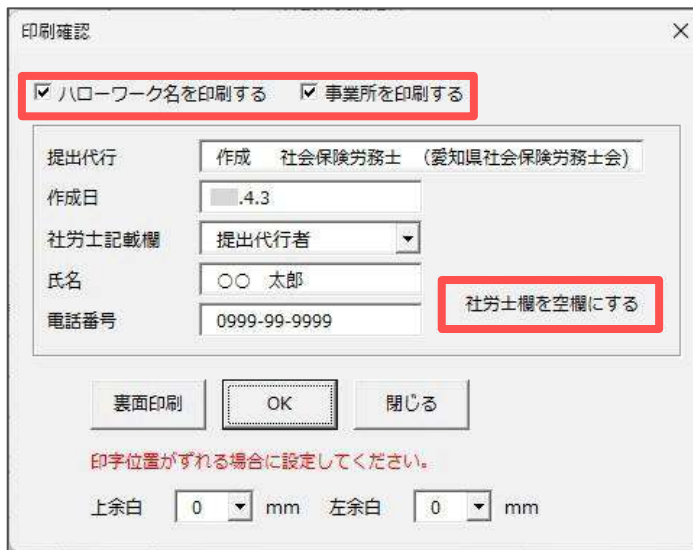 印刷確認
ハローワーク名を印刷する 事業所を印刷する
提出代行 作成 社会保険労務士 (愛知県社会保険労務士会)
作成日 .4.3
社労士記載欄 提出代行者
氏名 ○○ 太郎
社労士欄を空欄にする
電話番号 0999-99-9999
裏面印刷 OK 閉じる
印字位置がずれる場合に設定してください。
上余白 0 mm 左余白 0 mm